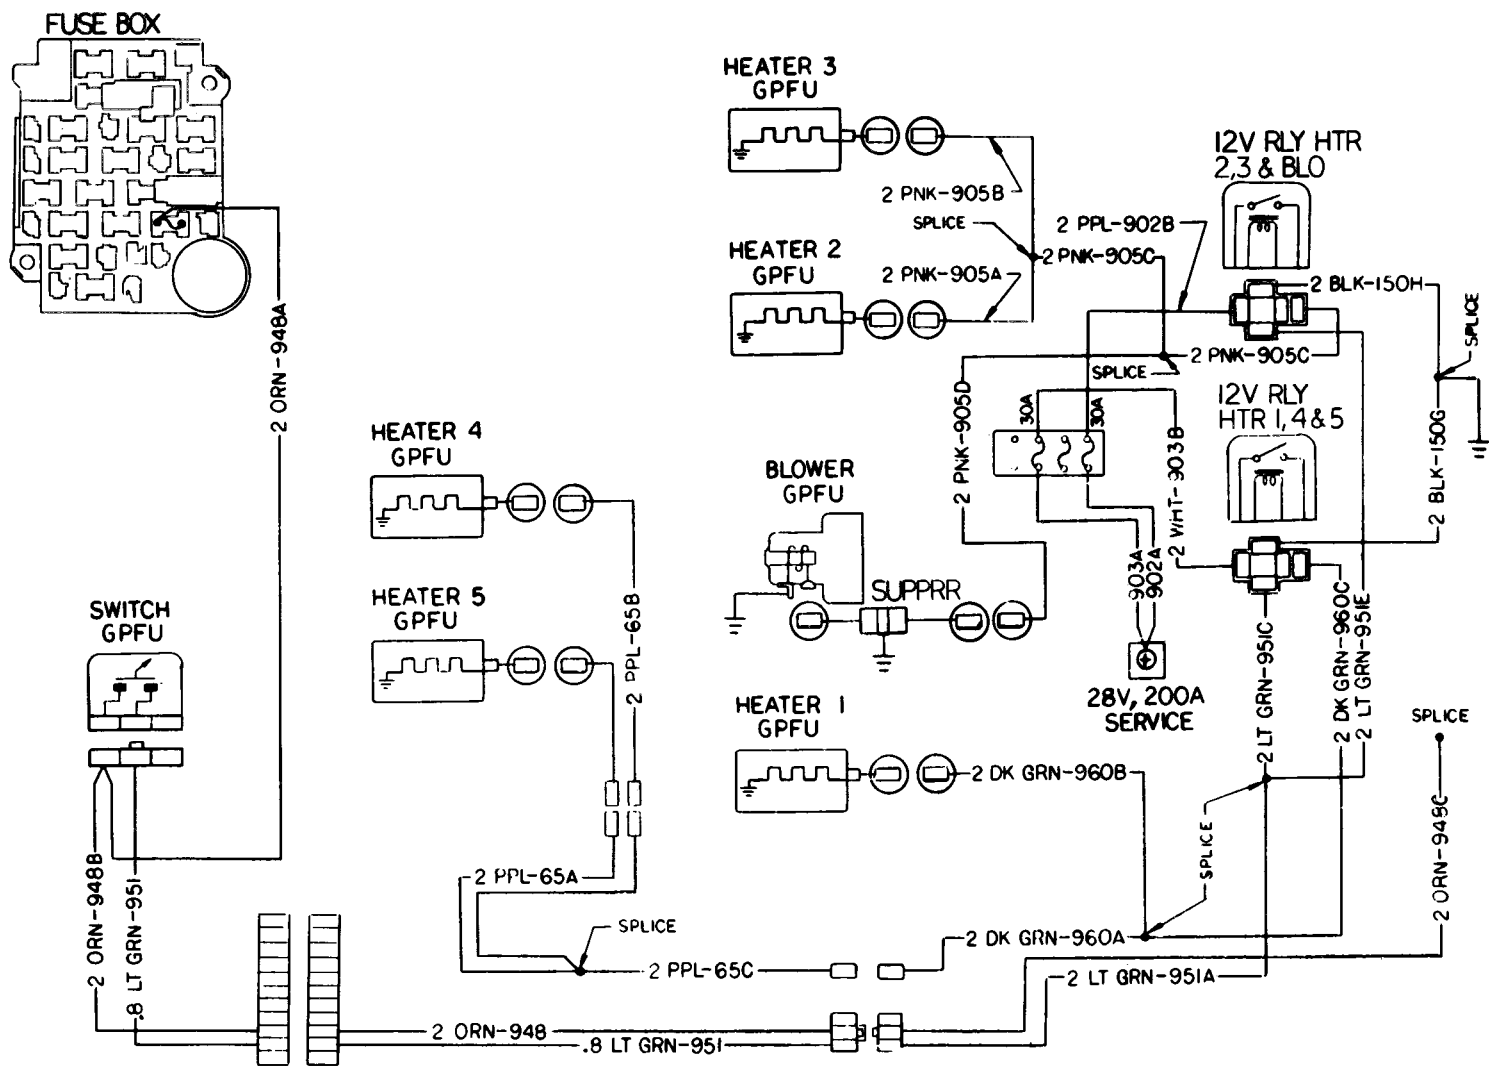 FUSE BOX
HEATER 3
GPFU
12V RLY HTR
2,3 & BLO
2 PNK-905B
SPLICE
2 PPL-902B
HEATER 2
GPFU
2 PNK-905A
2 PNK-905C
2 BLK-150H
SPLICE
2 ORN-948A
2 PNK-905C
SPLICE
2 PNK-905D
30A
30A
12V RLY
HTR 1,4&5
HEATER 4
GPFU
BLOWER
GPFU
2 WHT-903B
2 BLK-150G
903A
902A
SUPPRR
HEATER 5
GPFU
2 PPL-65B
SWITCH
GPFU
2 LT GRN-951C
2 DK GRN-960C
2 LT GRN-951E
28V, 200A
SERVICE
HEATER 1
GPFU
SPLICE
2 DK GRN-960B
SPLICE
2 ORN-948C
2 ORN-948B
.8 LT GRN-951
2 PPL-65A
SPLICE
2 PPL-65C
2 DK GRN-960A
2 LT GRN-951A
2 ORN-948
.8 LT GRN-951